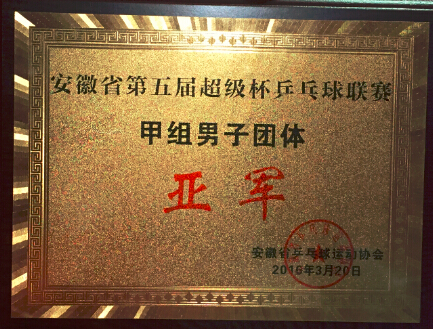 安徽省第五届超级杯乒乓球联赛
甲组男子团体
亚军
安徽省乒乓球运动协会
2016年3月20日